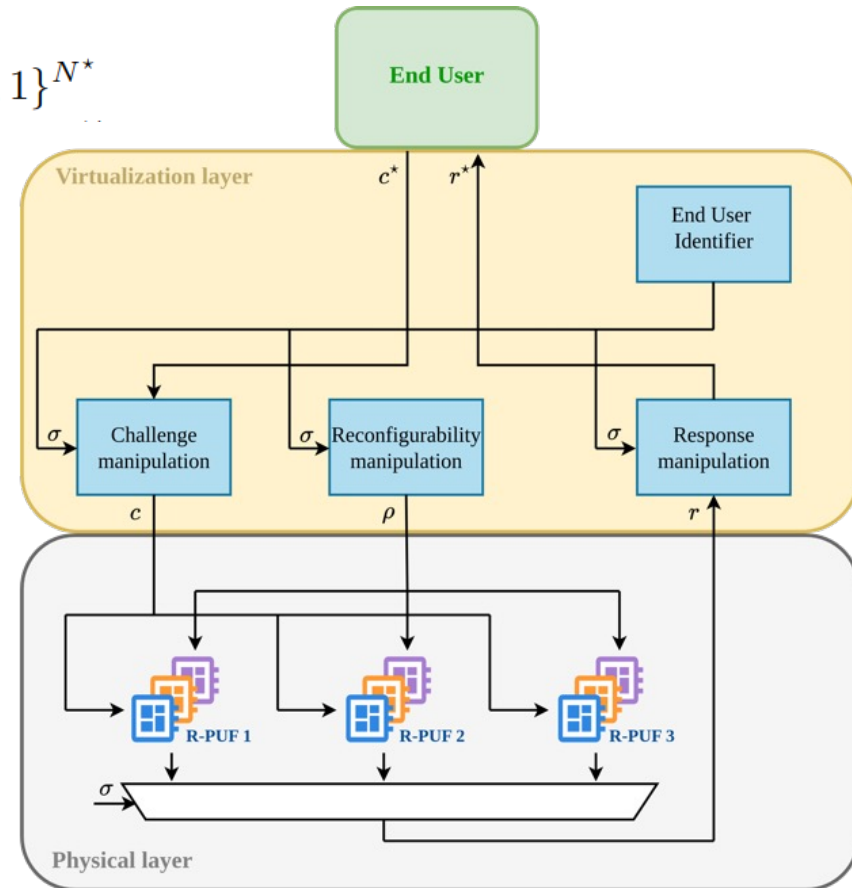 End User
1}^{N^⋆}
Virtualization layer
c⋆
r⋆
End User
Identifier
σ
Challenge
manipulation
σ
Reconfigurability
manipulation
σ
Response
manipulation
c
ρ
r
R-PUF 1
R-PUF 2
R-PUF 3
σ
Physical layer